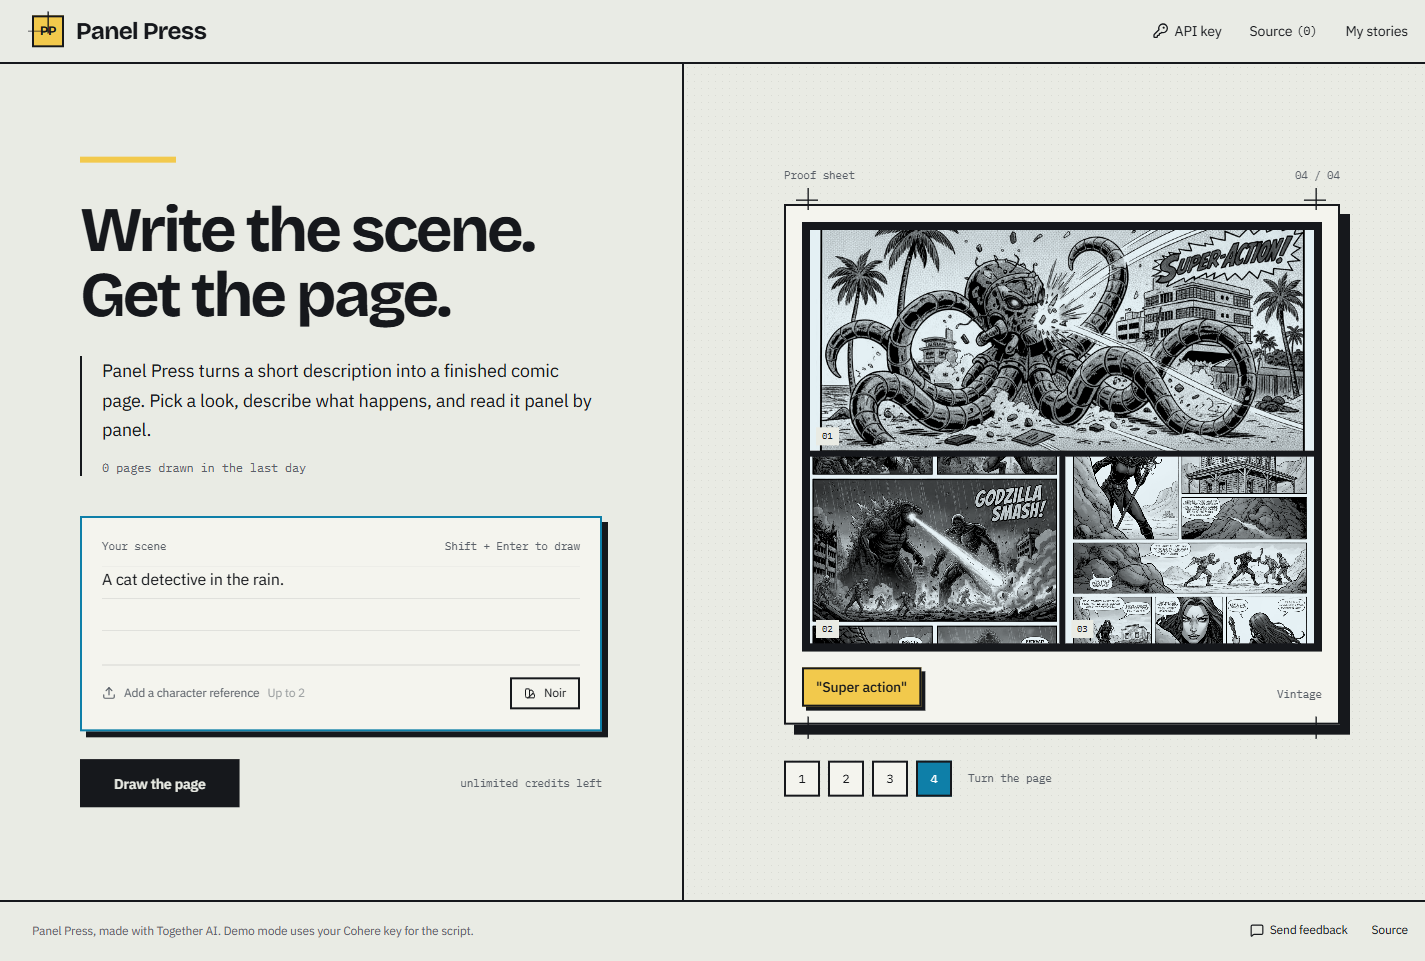 PP Panel Press
API key
Source (0)
My stories
Write the scene.
Get the page.
Panel Press turns a short description into a finished comic
page. Pick a look, describe what happens, and read it panel by
panel.
0 pages drawn in the last day
Your scene
Shift + Enter to draw
A cat detective in the rain.
Add a character reference Up to 2
Noir
Draw the page
unlimited credits left
Proof sheet
04 / 04
SUPER-ACTION!
01
GODZILLA
SMASH!
02
03
"Super action"
Vintage
1
2
3
4
Turn the page
Panel Press, made with Together AI. Demo mode uses your Cohere key for the script.
Send feedback
Source